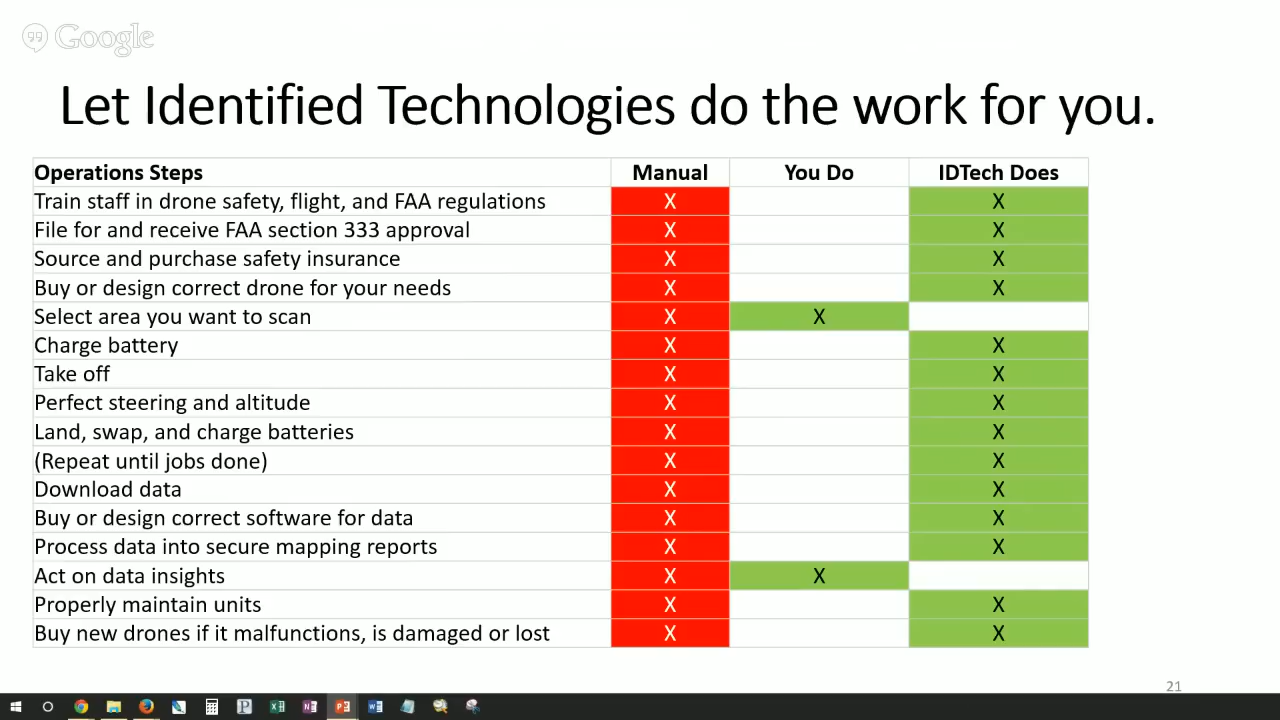 Google
Let Identified Technologies do the work for you.
Operations Steps Manual You Do IDTech Does
Train staff in drone safety, flight, and FAA regulations X X
File for and receive FAA section 333 approval X X
Source and purchase safety insurance X X
Buy or design correct drone for your needs X X
Select area you want to scan X X
Charge battery X X
Take off X X
Perfect steering and altitude X X
Land, swap, and charge batteries X X
(Repeat until jobs done) X X
Download data X X
Buy or design correct software for data X X
Process data into secure mapping reports X X
Act on data insights X X
Properly maintain units X X
Buy new drones if it malfunctions, is damaged or lost X X
21